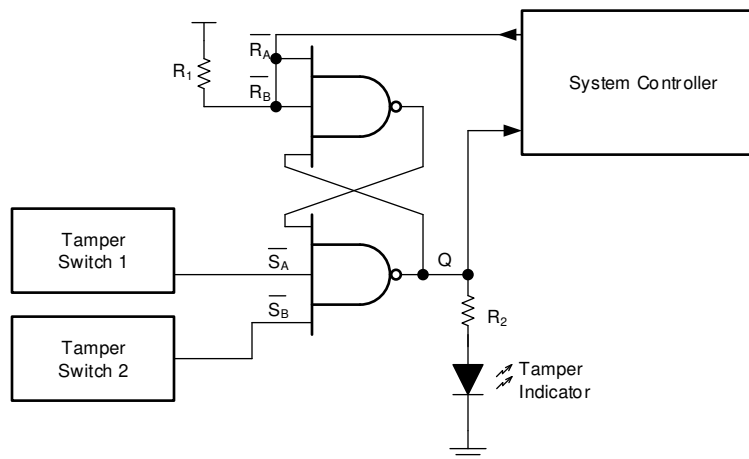 R̅A̅
R1
System Controller
R̅B̅
Tamper
Switch 1
S̅A̅
Q
S̅B̅
R2
Tamper
Switch 2
Tamper
Indicator